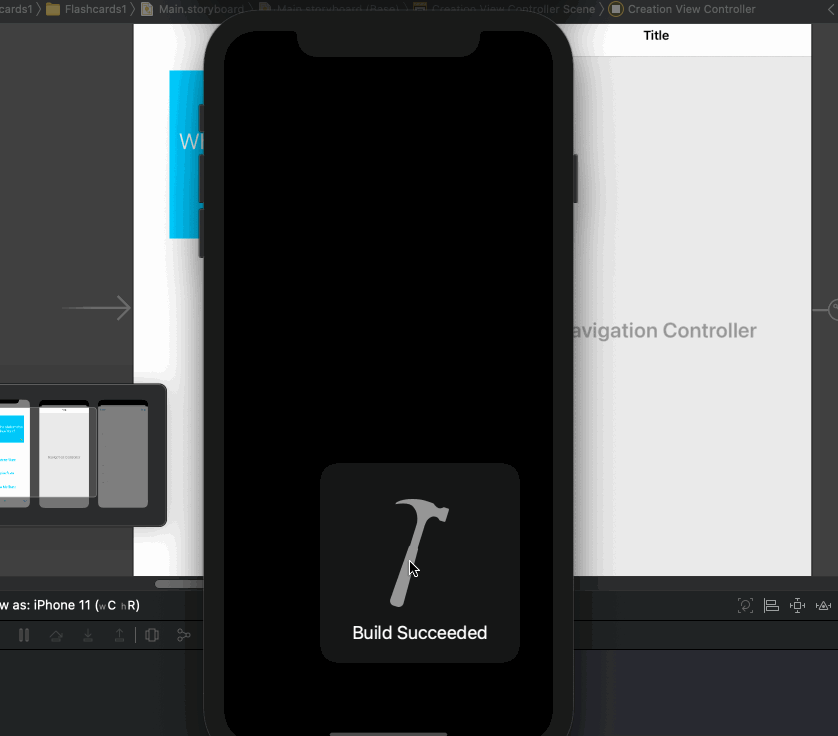 cards1 〉 Flashcards1 〉 Main.storyboard 〉 Main.storyboard (Base) 〉 Creation View Controller Scene 〉 Creation View Controller
Title
avigation Controller
Build Succeeded
w as: iPhone 11 (wC hR)